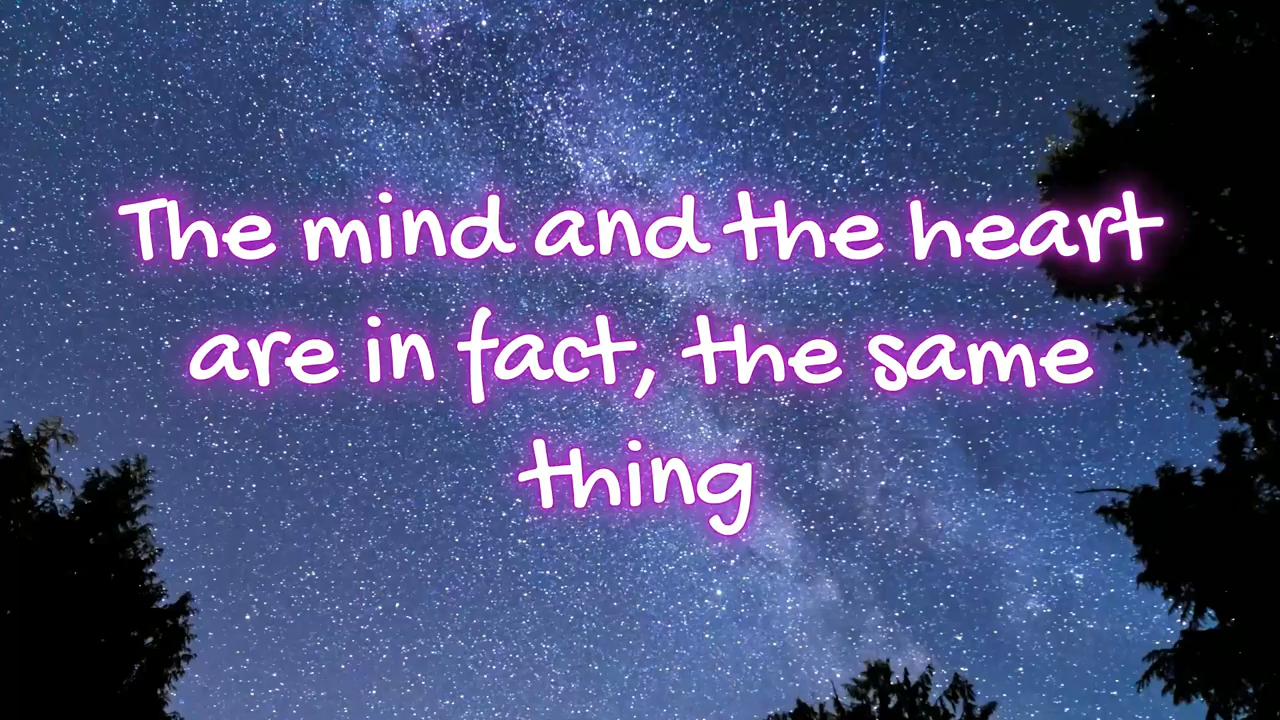 The mind and the heart
are in fact, the same
thing